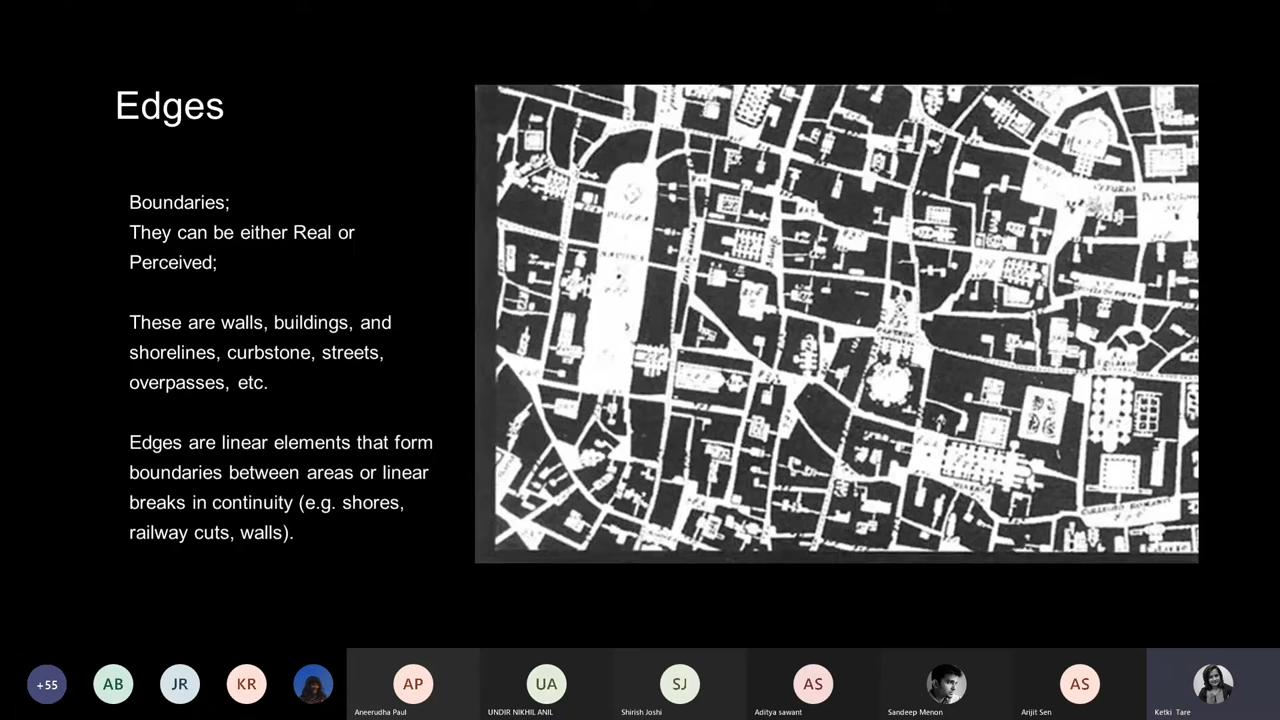 Edges
Boundaries;
They can be either Real or
Perceived;
These are walls, buildings, and
shorelines, curbstone, streets,
overpasses, etc.
Edges are linear elements that form
boundaries between areas or linear
breaks in continuity (e.g. shores,
railway cuts, walls).
PIAZZA
NAVONA
MONTE
+55
AB
JR
KR
AP
UA
SJ
AS
AS
Aneerudha Paul
UNDIR NIKHIL ANIL
Shirish Joshi
Aditya sawant
Sandeep Menon
Arijit Sen
Ketki Tare